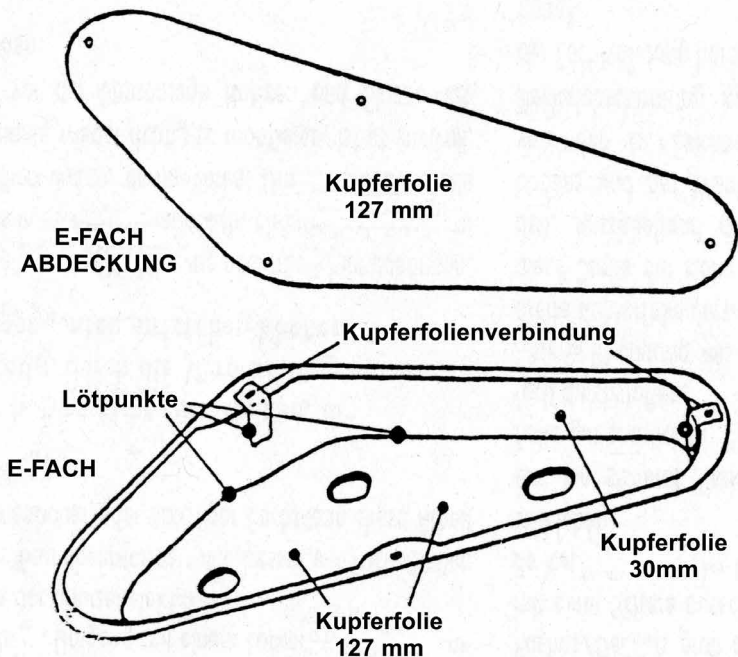 Kupferfolie
127 mm
E-FACH
ABDECKUNG
Kupferfolienverbindung
Lötpunkte
E-FACH
Kupferfolie
30mm
Kupferfolie
127 mm